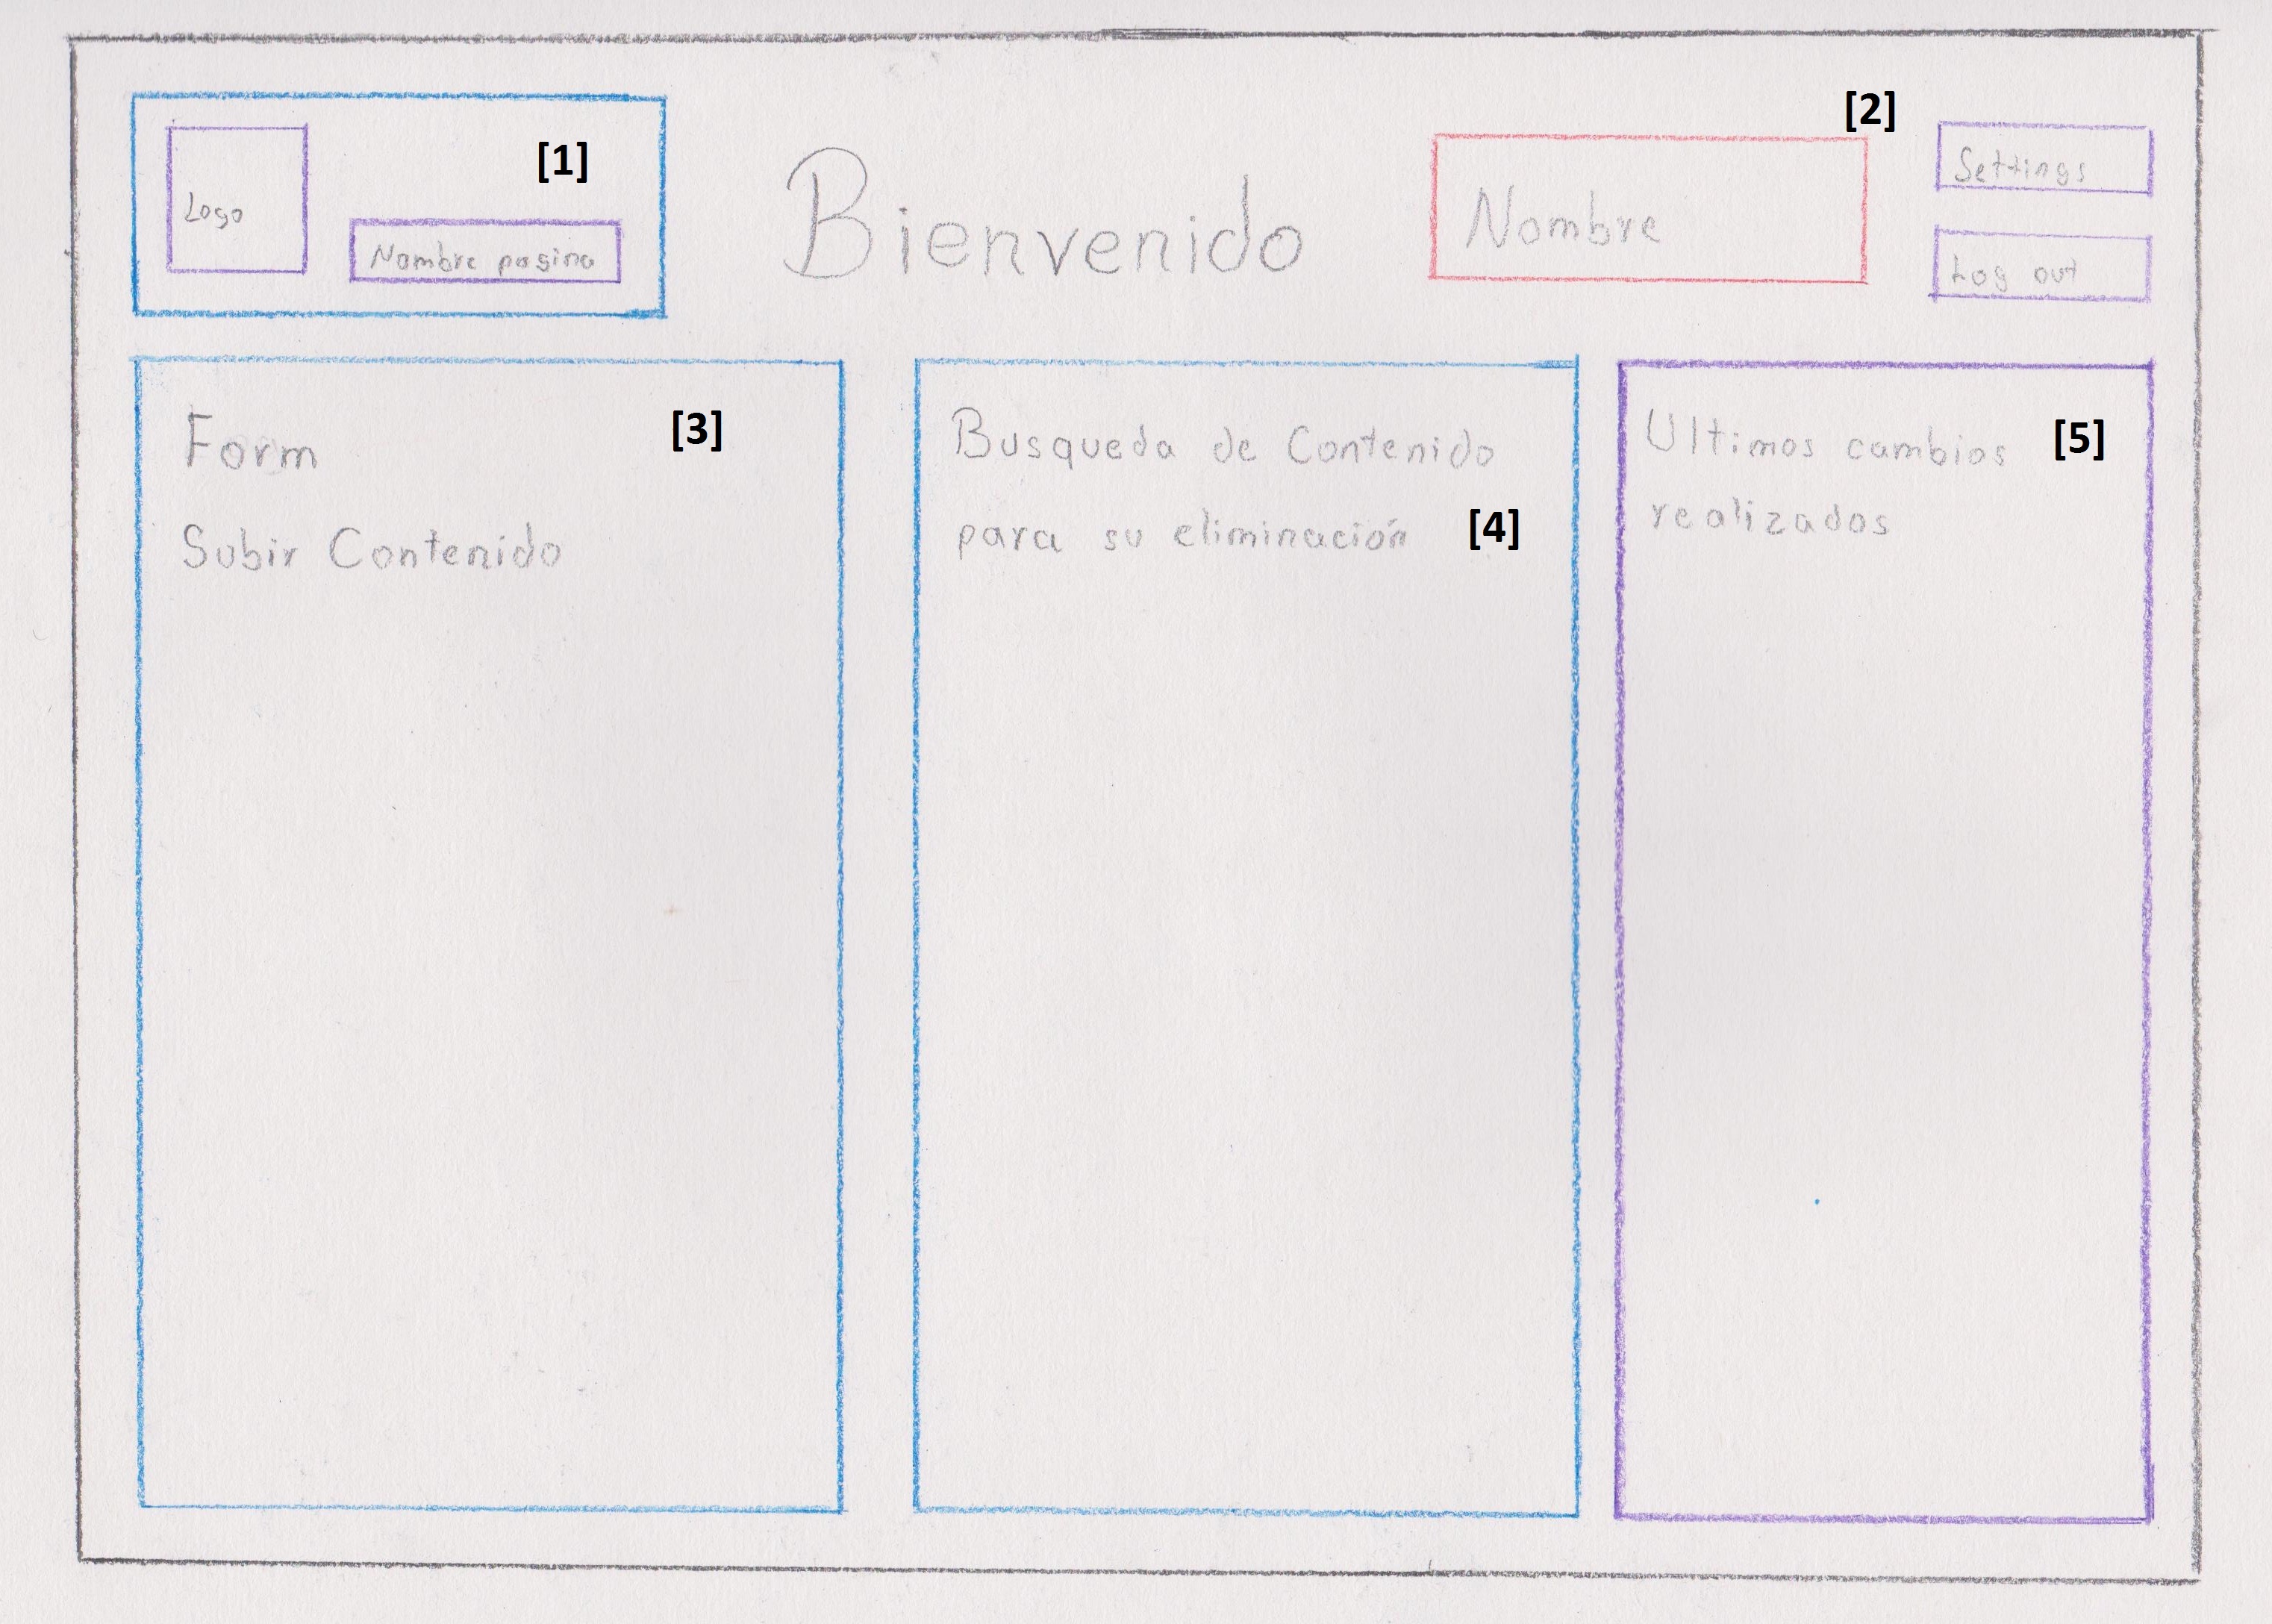 [1]
Logo
Nombre pagina
Bienvenido
[2]
Nombre
Settings
Log out
Form [3]
Subir Contenido
Busqueda de Contenido
para su eliminación [4]
Ultimos cambios [5]
realizados